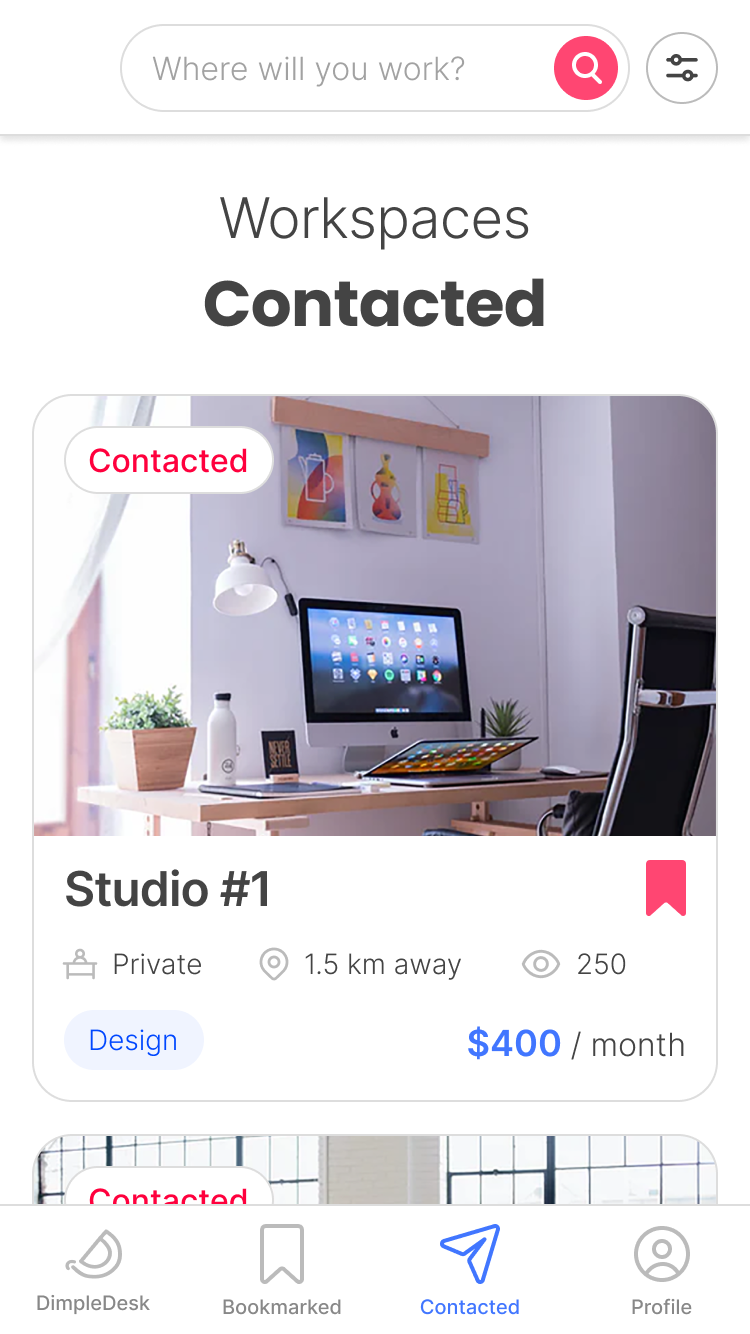 Where will you work?
Workspaces
Contacted
Contacted
NEVER
SETTLE
Studio #1
Private
1.5 km away
250
Design
$400 / month
Contacted
DimpleDesk
Bookmarked
Contacted
Profile